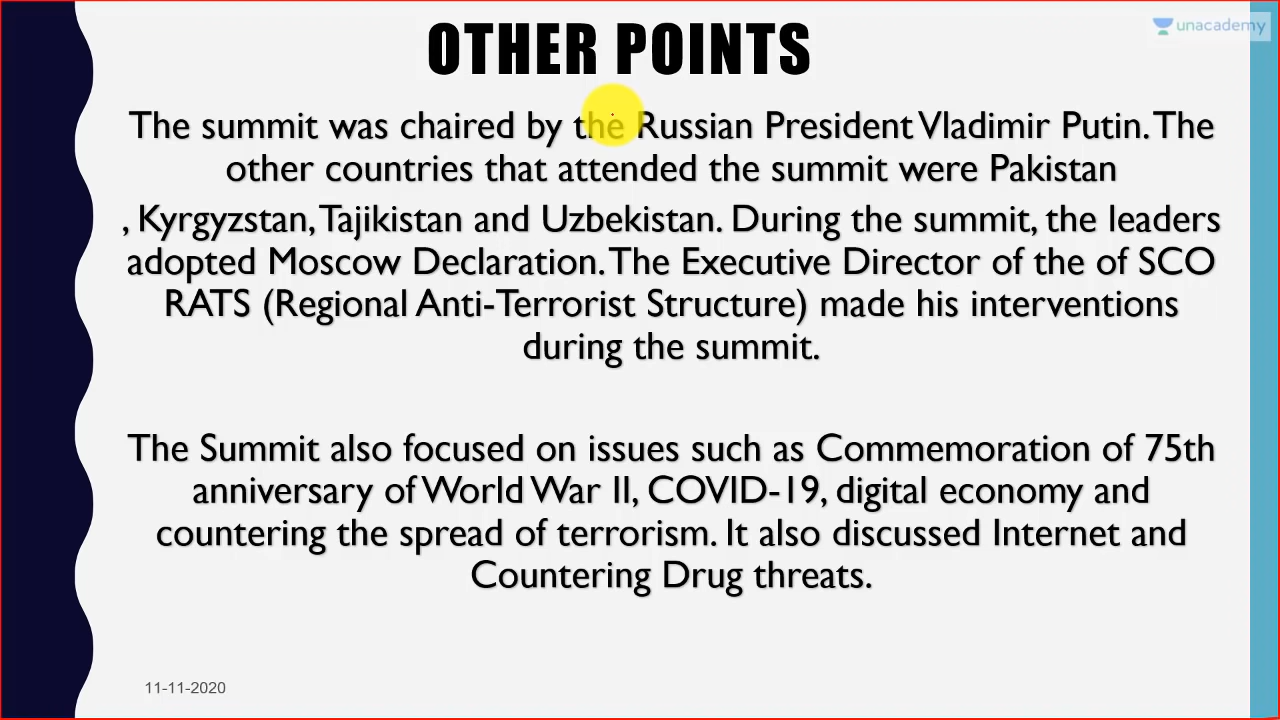 OTHER POINTS
unacademy
The summit was chaired by the Russian President Vladimir Putin. The
other countries that attended the summit were Pakistan
, Kyrgyzstan, Tajikistan and Uzbekistan. During the summit, the leaders
adopted Moscow Declaration. The Executive Director of the of SCO
RATS (Regional Anti-Terrorist Structure) made his interventions
during the summit.
The Summit also focused on issues such as Commemoration of 75th
anniversary of World War II, COVID-19, digital economy and
countering the spread of terrorism. It also discussed Internet and
Countering Drug threats.
11-11-2020